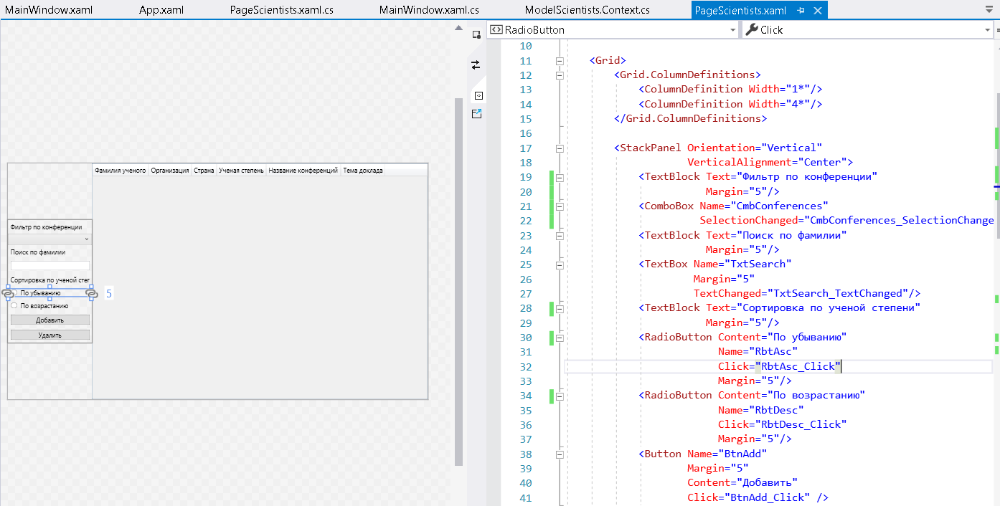 MainWindow.xaml App.xaml PageScientists.xaml.cs MainWindow.xaml.cs ModelScientists.Context.cs PageScientists.xaml
RadioButton Click
Фамилия ученого Организация Страна Ученая степень Название конференций Тема доклада
Фильтр по конференции
Поиск по фамилии
Сортировка по ученой стег
По убыванию 5
По возрастанию
Добавить
Удалить
10
11 <Grid>
12 <Grid.ColumnDefinitions>
13 <ColumnDefinition Width="1*"/>
14 <ColumnDefinition Width="4*"/>
15 </Grid.ColumnDefinitions>
16
17 <StackPanel Orientation="Vertical"
18 VerticalAlignment="Center">
19 <TextBlock Text="Фильтр по конференции"
20 Margin="5"/>
21 <ComboBox Name="CmbConferences"
22 SelectionChanged="CmbConferences_SelectionChange
23 <TextBlock Text="Поиск по фамилии"
24 Margin="5"/>
25 <TextBox Name="TxtSearch"
26 Margin="5"
27 TextChanged="TxtSearch_TextChanged"/>
28 <TextBlock Text="Сортировка по ученой степени"
29 Margin="5"/>
30 <RadioButton Content="По убыванию"
31 Name="RbtAsc"
32 Click="RbtAsc_Click"
33 Margin="5"/>
34 <RadioButton Content="По возрастанию"
35 Name="RbtDesc"
36 Click="RbtDesc_Click"
37 Margin="5"/>
38 <Button Name="BtnAdd"
39 Margin="5"
40 Content="Добавить"
41 Click="BtnAdd_Click" />